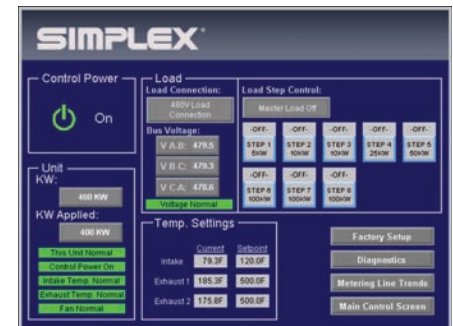 SIMPLEX
Control Power
On
Unit
KW:
400 KW
KW Applied:
400 KW
This Unit Normal
Control Power On
Intake Temp. Normal
Exhaust Temp. Normal
Fan Normal
Load
Load Connection:
480V Load
Connection
Bus Voltage:
V A-B: 479.5
V B-C: 479.3
V C-A: 478.6
Voltage Normal
Load Step Control:
Master Load Off
-OFF- -OFF- -OFF- -OFF- -OFF-
STEP 1 STEP 2 STEP 3 STEP 4 STEP 5
5kW 10kW 10kW 25kW 50kW
-OFF- -OFF- -OFF-
STEP 6 STEP 7 STEP 8
100kW 100kW 100kW
Temp. Settings
Current Setpoint
Intake 79.3F 120.0F
Exhaust 1 185.3F 500.0F
Exhaust 2 175.8F 500.0F
Factory Setup
Diagnostics
Metering Line Trends
Main Control Screen